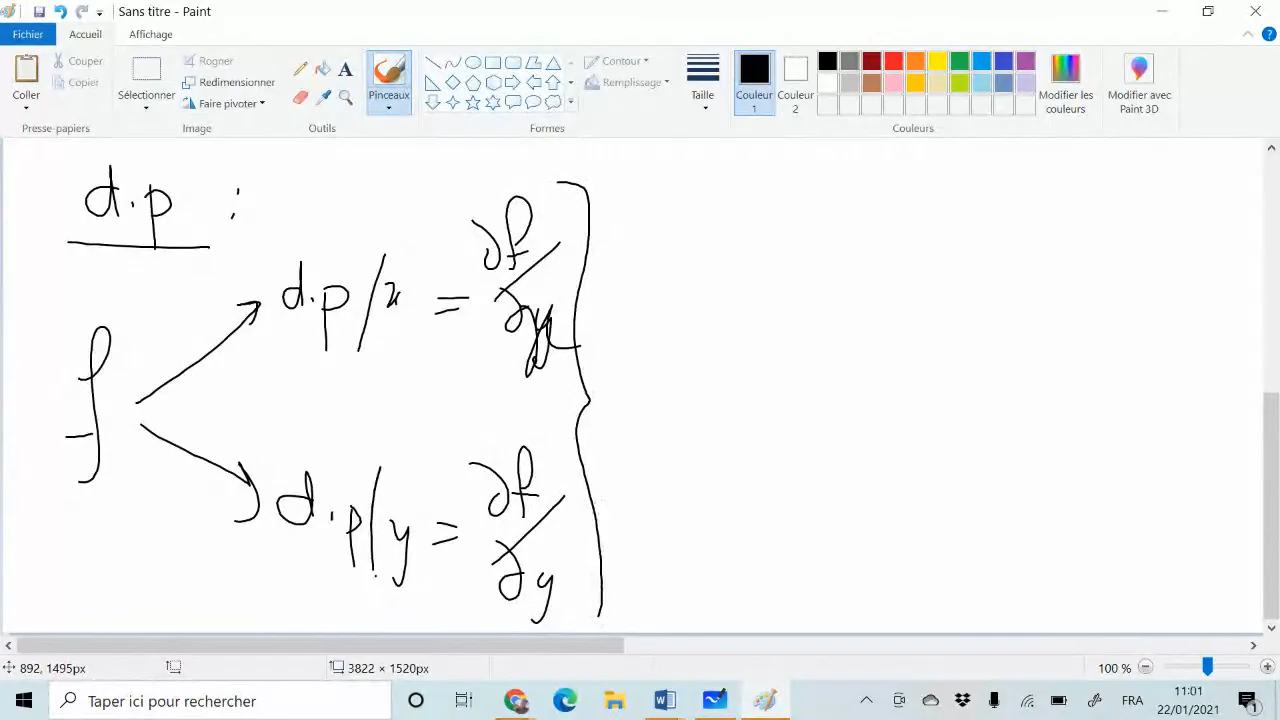 Sans titre - Paint
Fichier Accueil Affichage
Coller
Couper
Copier
Presse-papiers
Sélectionner
Rogner
Redimensionner
Faire pivoter
Image
A
Outils
Pinceaux
Contour
Remplissage
Formes
Taille
Couleur 1
Couleur 2
Modifier les couleurs
Couleurs
Modifier avec Paint 3D
d.p :
f
d.p/x = ∂f/∂x
d.p/y = ∂f/∂y
892, 1495px 3822 × 1520px 100 %
Taper ici pour rechercher
FRA
11:01
22/01/2021
1